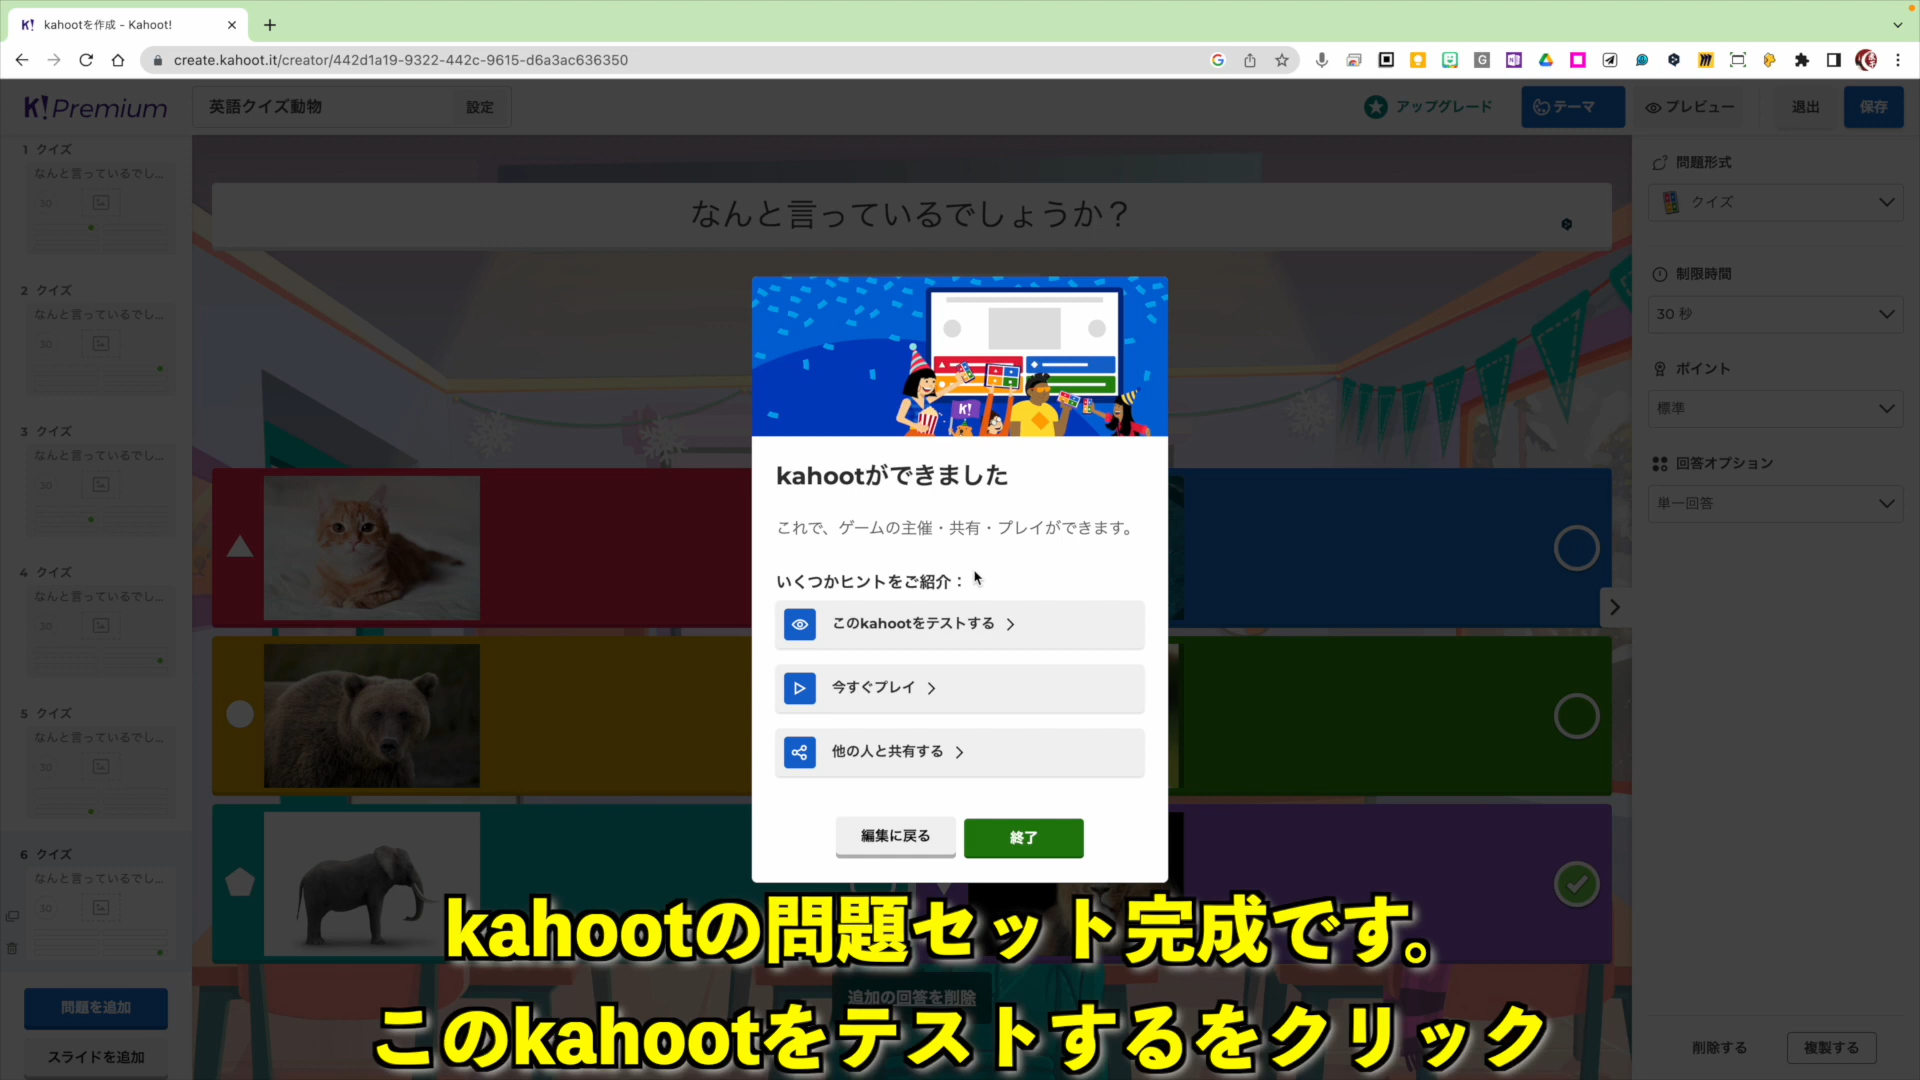 kahootを作成 - Kahoot!
create.kahoot.it/creator/442d1a19-9322-442c-9615-d6a3ac636350
K!Premium
英語クイズ動物
設定
アップグレード
テーマ
プレビュー
退出
保存
1 クイズ
なんと言っているでし...
30
2 クイズ
なんと言っているでし...
30
3 クイズ
なんと言っているでし...
30
4 クイズ
なんと言っているでし...
30
5 クイズ
なんと言っているでし...
30
6 クイズ
なんと言っているでし...
30
問題を追加
スライドを追加
なんと言っているでしょうか？
K!
kahootができました
これで、ゲームの主催・共有・プレイができます。
いくつかヒントをご紹介：
このkahootをテストする
今すぐプレイ
他の人と共有する
編集に戻る
終了
追加の回答を削除
問題形式
クイズ
制限時間
30 秒
ポイント
標準
回答オプション
単一回答
削除する
複製する
kahootの問題セット完成です。
このkahootをテストするをクリック